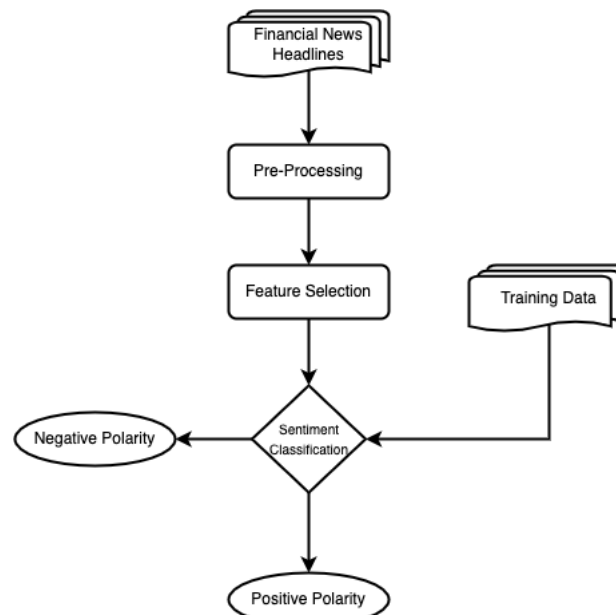 Financial News
Headlines
Pre-Processing
Feature Selection
Training Data
Sentiment
Classification
Negative Polarity
Positive Polarity